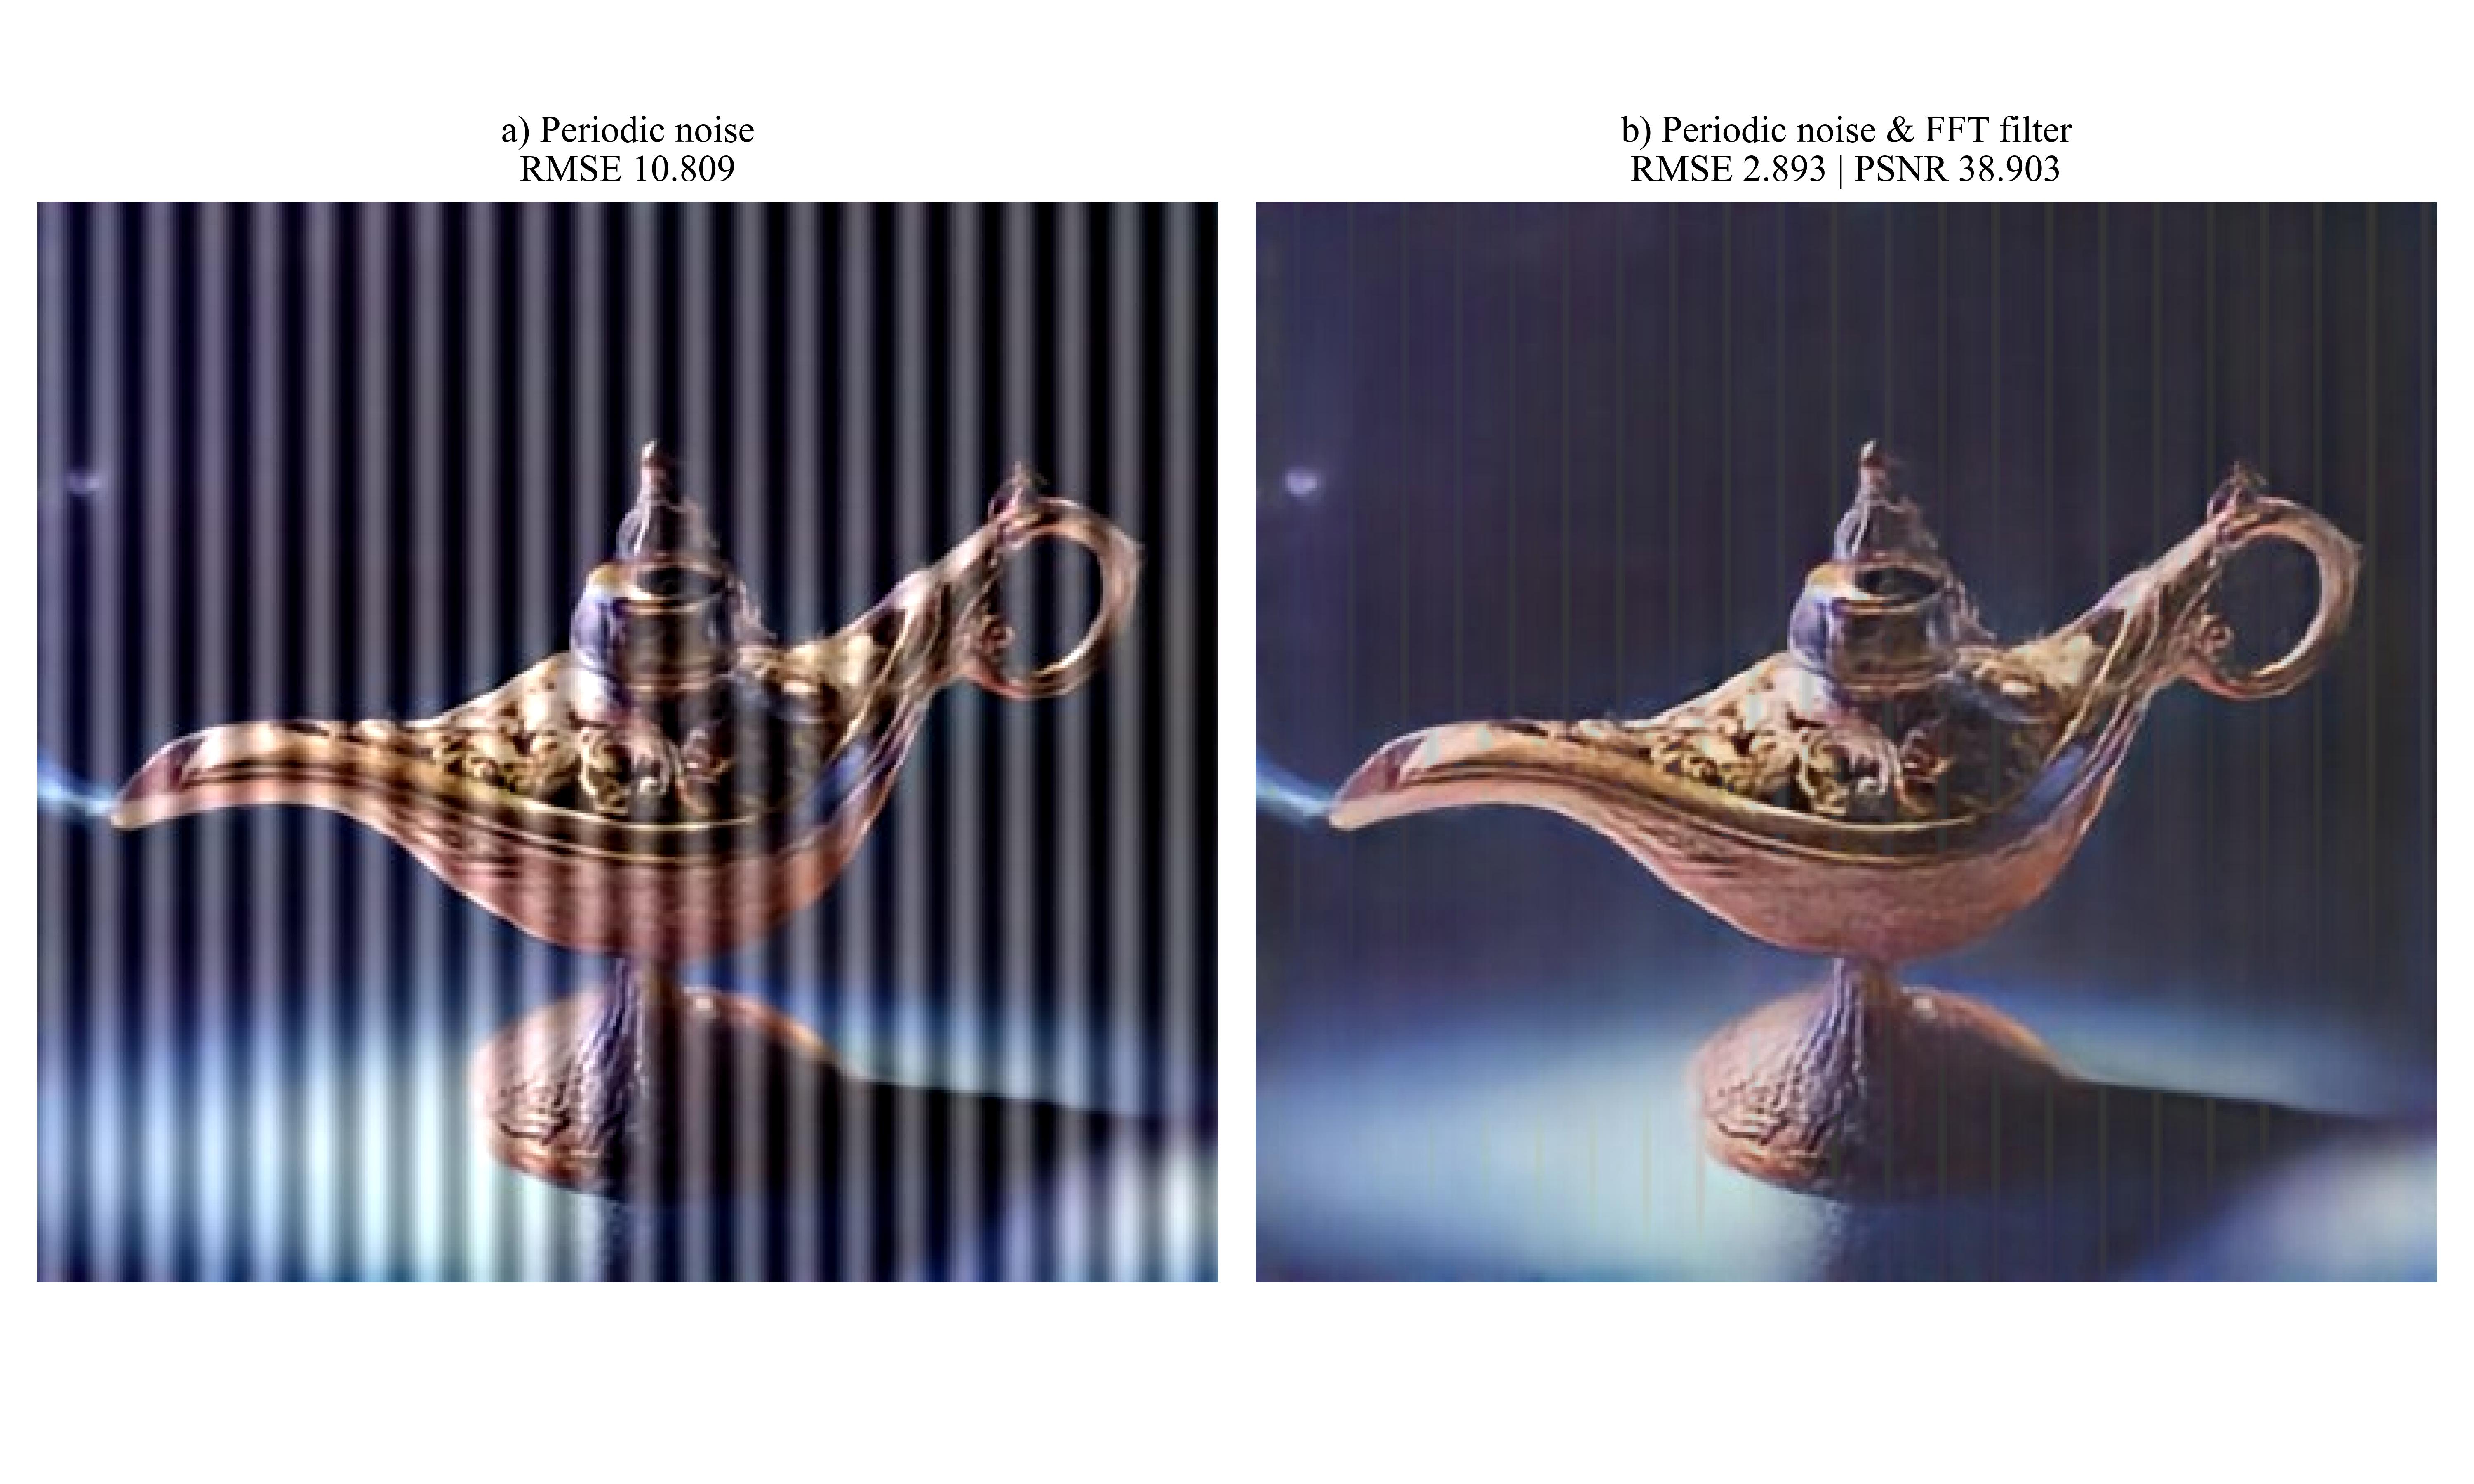 a) Periodic noise
RMSE 10.809
b) Periodic noise & FFT filter
RMSE 2.893 | PSNR 38.903